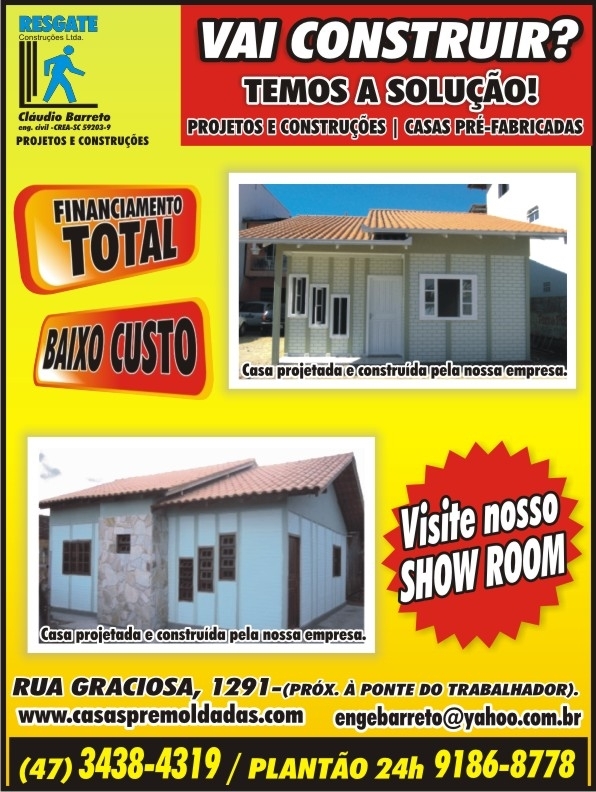 RESGATE
Construções Ltda.
Cláudio Barreto
eng. civil -CREA-SC 59203-9
PROJETOS E CONSTRUÇÕES
VAI CONSTRUIR?
TEMOS A SOLUÇÃO!
PROJETOS E CONSTRUÇÕES | CASAS PRÉ-FABRICADAS
FINANCIAMENTO
TOTAL
BAIXO CUSTO
Casa projetada e construída pela nossa empresa.
Visite nosso
SHOW ROOM
Casa projetada e construída pela nossa empresa.
RUA GRACIOSA, 1291-(PRÓX. À PONTE DO TRABALHADOR).
www.casaspremoldadas.com engebarreto@yahoo.com.br
(47) 3438-4319 / PLANTÃO 24h 9186-8778